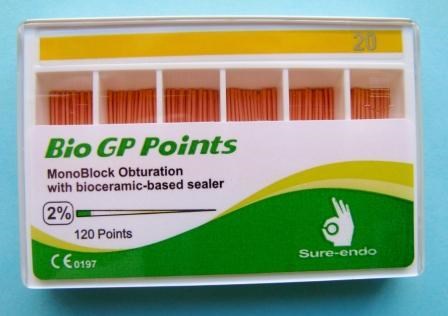 20
Bio GP Points
MonoBlock Obturation
with bioceramic-based sealer
2%
120 Points
CE 0197
Sure-endo